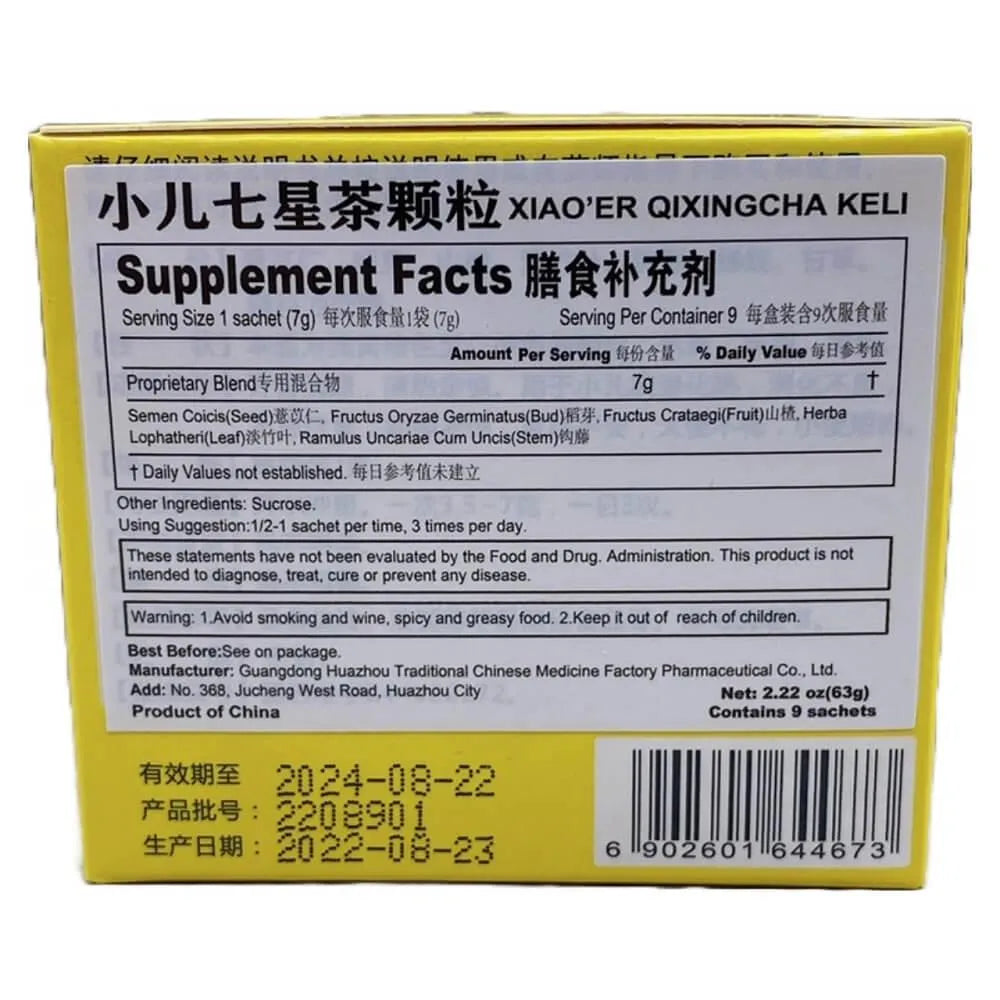 小儿七星茶颗粒 XIAO'ER QIXINGCHA KELI
Supplement Facts 膳食补充剂
Serving Size 1 sachet (7g) 每次服食量1袋 (7g) Serving Per Container 9 每盒装含9次服食量
Amount Per Serving 每份含量 % Daily Value 每日参考值
Proprietary Blend专用混合物 7g †
Semen Coicis(Seed)薏苡仁, Fructus Oryzae Germinatus(Bud)稻芽, Fructus Crataegi(Fruit)山楂, Herba
Lophatheri(Leaf)淡竹叶, Ramulus Uncariae Cum Uncis(Stem)钩藤
† Daily Values not established. 每日参考值未建立
Other Ingredients: Sucrose.
Using Suggestion:1/2-1 sachet per time, 3 times per day.
These statements have not been evaluated by the Food and Drug. Administration. This product is not
intended to diagnose, treat, cure or prevent any disease.
Warning: 1.Avoid smoking and wine, spicy and greasy food. 2.Keep it out of reach of children.
Best Before:See on package.
Manufacturer: Guangdong Huazhou Traditional Chinese Medicine Factory Pharmaceutical Co., Ltd.
Add: No. 368, Jucheng West Road, Huazhou City
Net: 2.22 oz(63g)
Product of China
Contains 9 sachets
有效期至 2024-08-22
产品批号: 2208901
生产日期: 2022-08-23
6 902601 644673